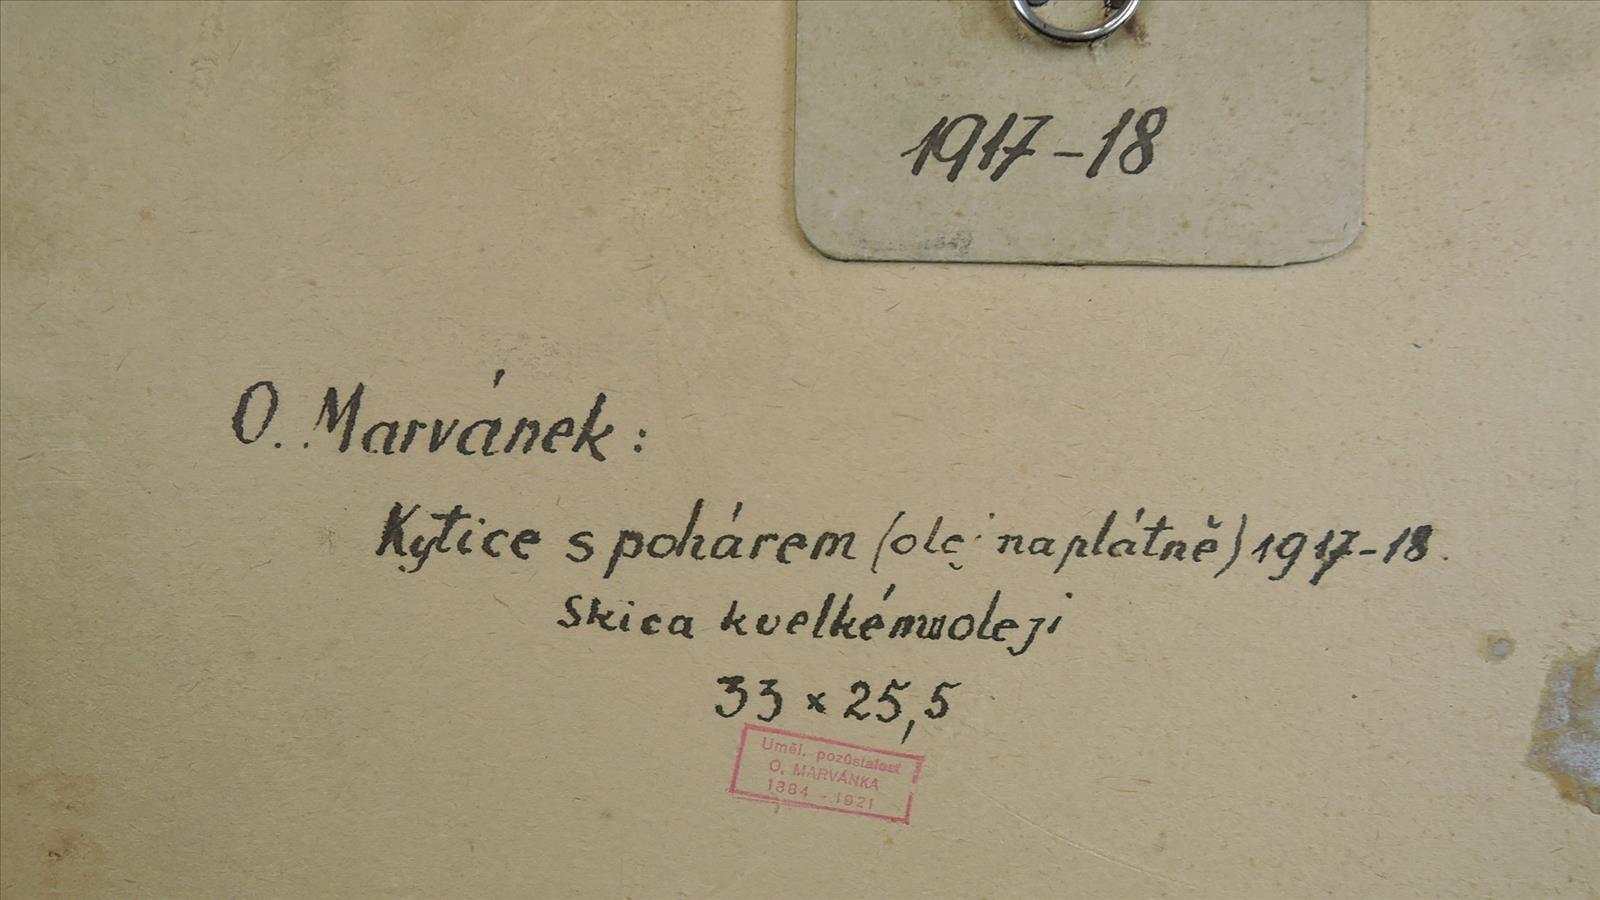 1917-18
O. Marvánek:
Kytice s pohárem (olej na plátně) 1917-18.
Skica k velkému oleji
33 x 25,5
Uměl. pozůstalosť
O. MARVÁNKA
1884 - 1921